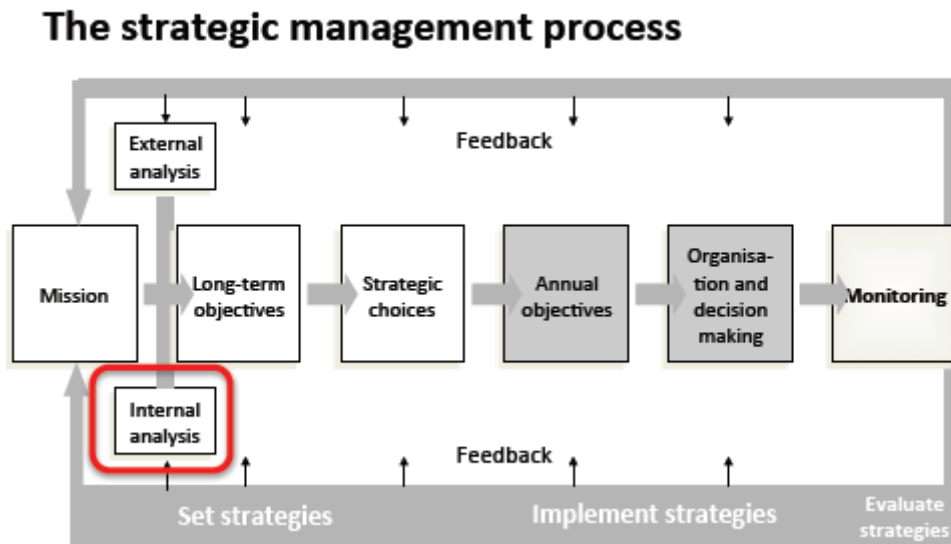 The strategic management process
External
analysis
Feedback
Mission
Long-term
objectives
Strategic
choices
Annual
objectives
Organisa-
tion and
decision
making
Monitoring
Internal
analysis
Feedback
Set strategies
Implement strategies
Evaluate
strategies